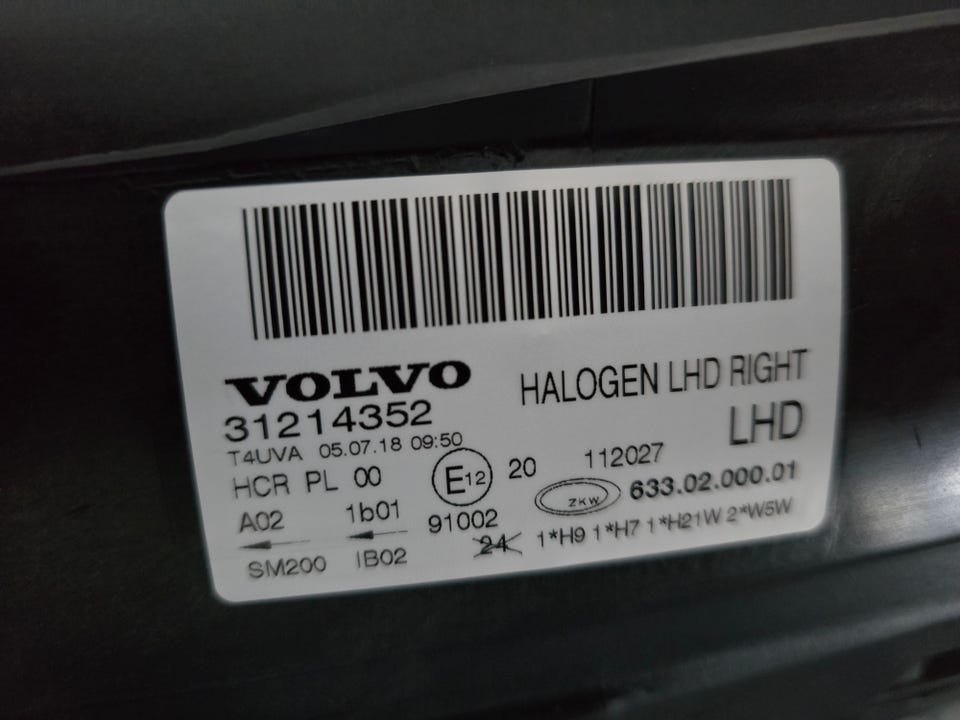 VOLVO
31214352
HALOGEN LHD RIGHT
LHD
T4UVA 05.07.18 09:50
HCR PL 00
E12 20 112027
ZKW 633.02.000.01
A02 1b01 91002
24 1*H9 1*H7 1*H21W 2*W5W
SM200 IB02